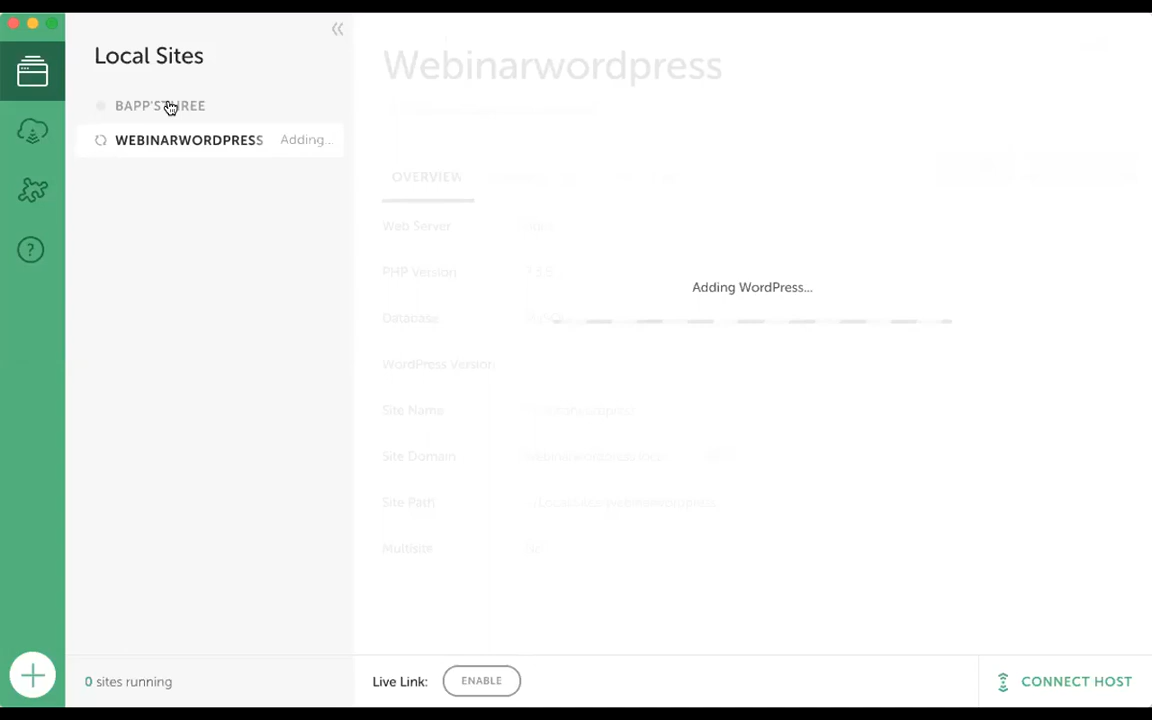 Local Sites
BAPP'S THREE
WEBINARWORDPRESS Adding...
0 sites running
Webinarwordpress
OVERVIEW
Web Server
PHP Version
Adding WordPress...
Database
WordPress Version
Site Name
Site Domain
Site Path
Multisite
Live Link: ENABLE
CONNECT HOST